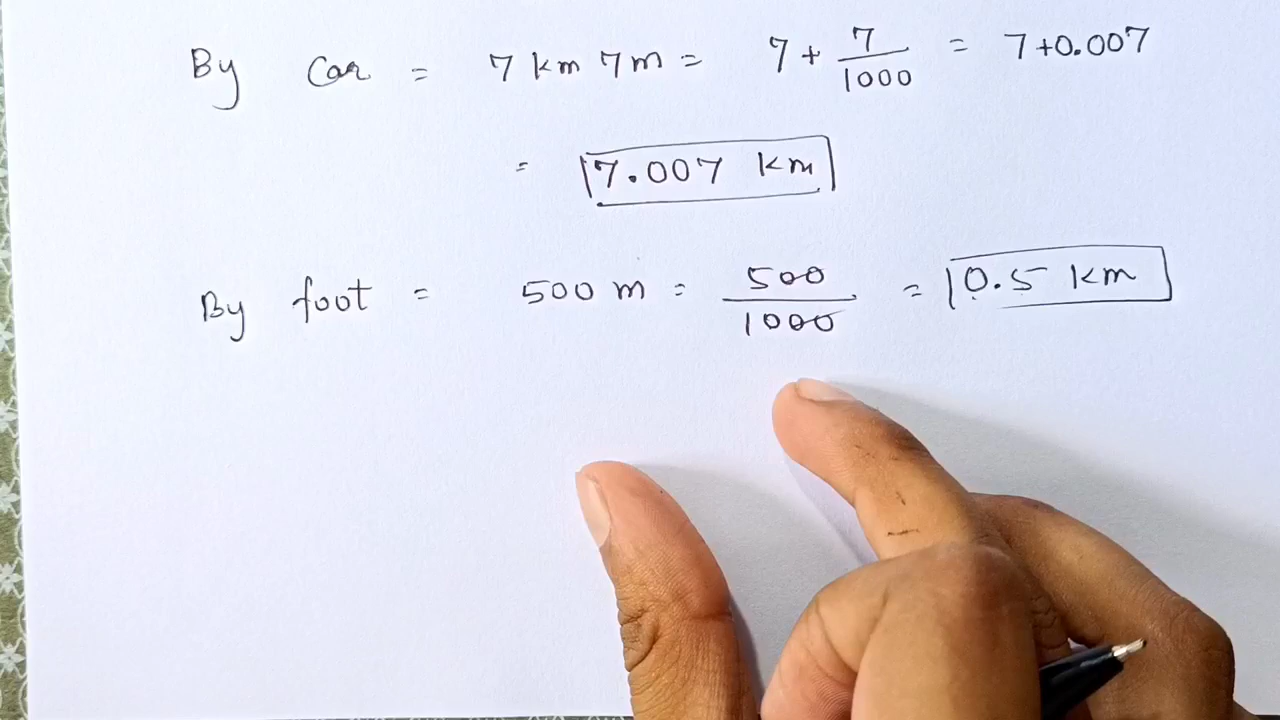 By Car = 7 km 7m = 7 + 7/1000 = 7+0.007
= 7.007 km
By foot = 500 m = 500/1000 = 0.5 km